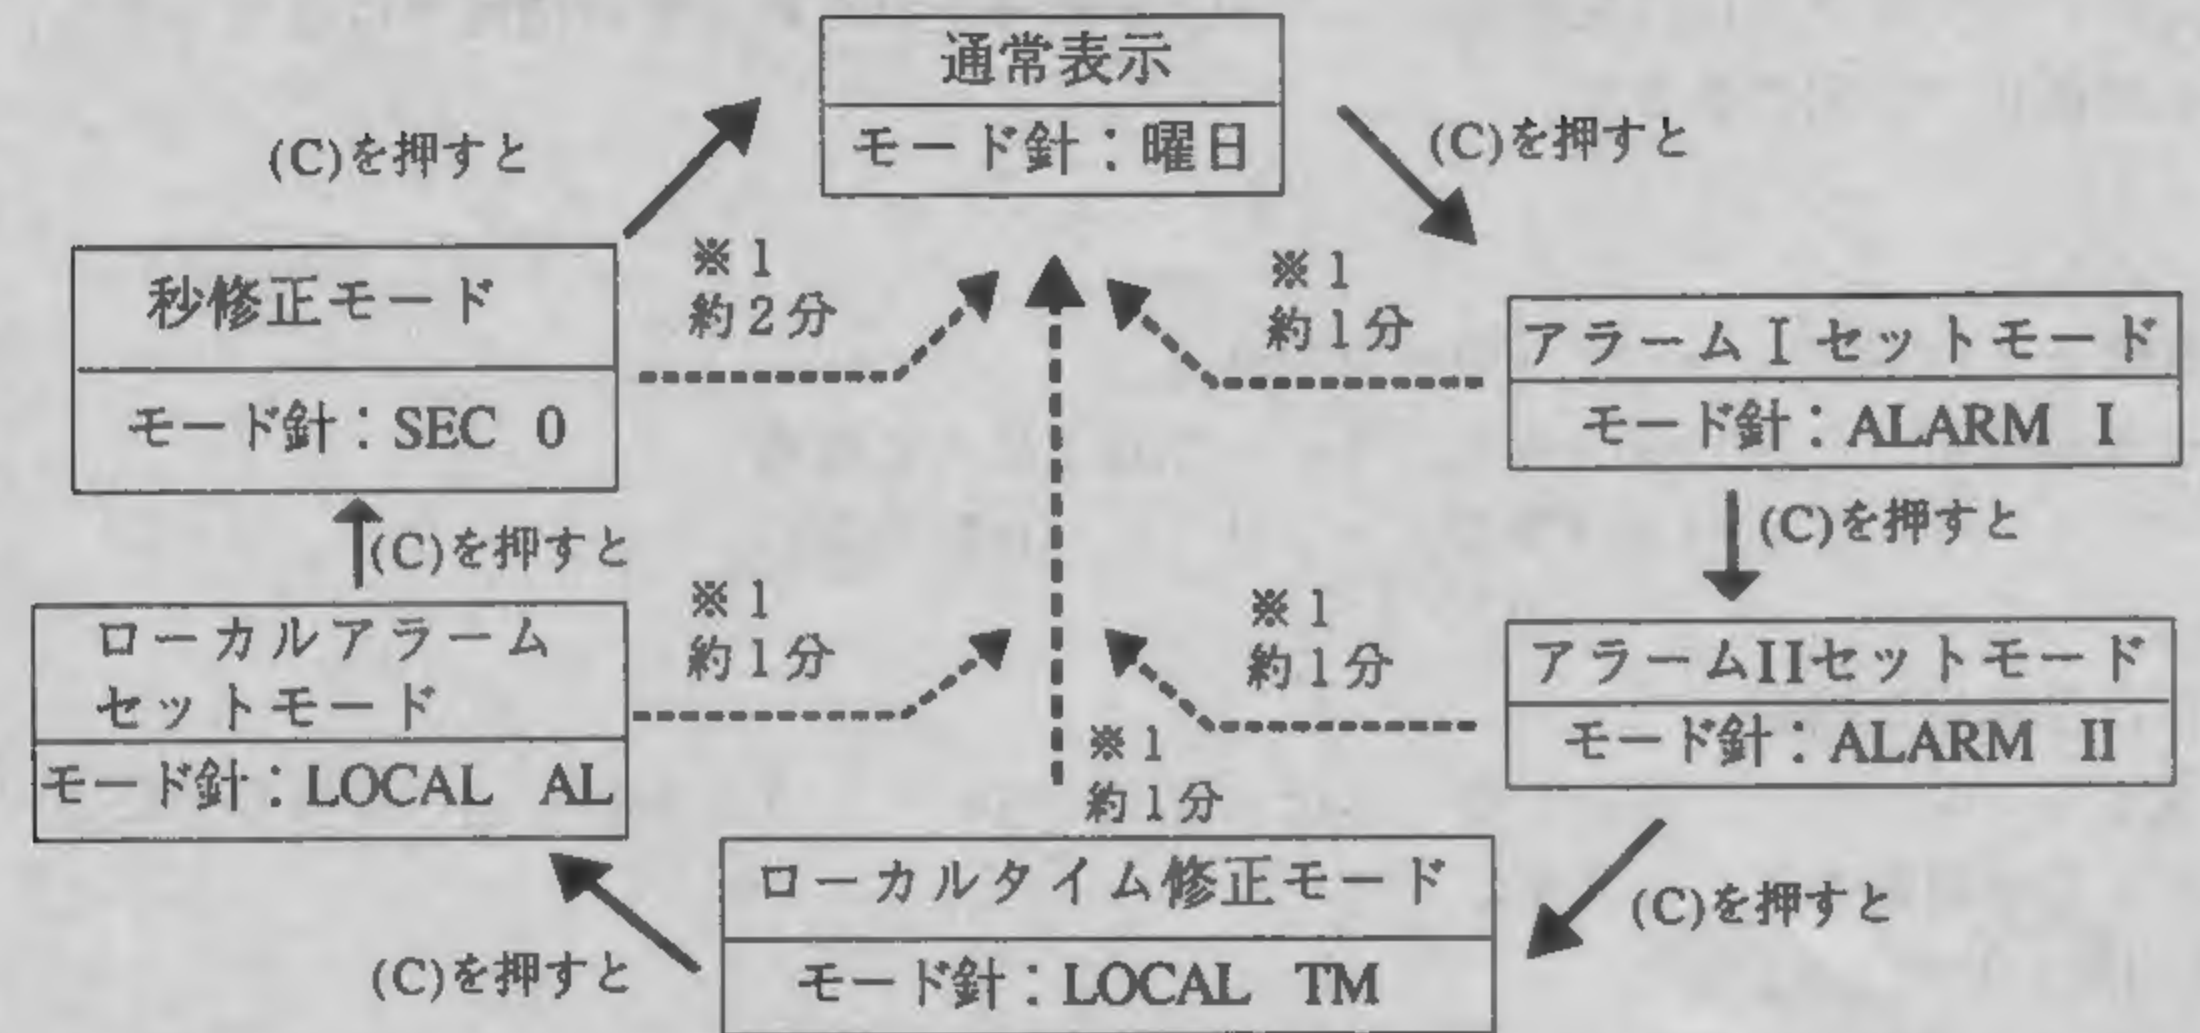 通常表示
モード針：曜日
(C)を押すと
(C)を押すと
秒修正モード
モード針：SEC 0
※1
約2分
※1
約1分
アラームIセットモード
モード針：ALARM I
(C)を押すと
(C)を押すと
ローカルアラーム
セットモード
モード針：LOCAL AL
※1
約1分
※1
約1分
アラームIIセットモード
モード針：ALARM II
※1
約1分
(C)を押すと
ローカルタイム修正モード
モード針：LOCAL TM
(C)を押すと